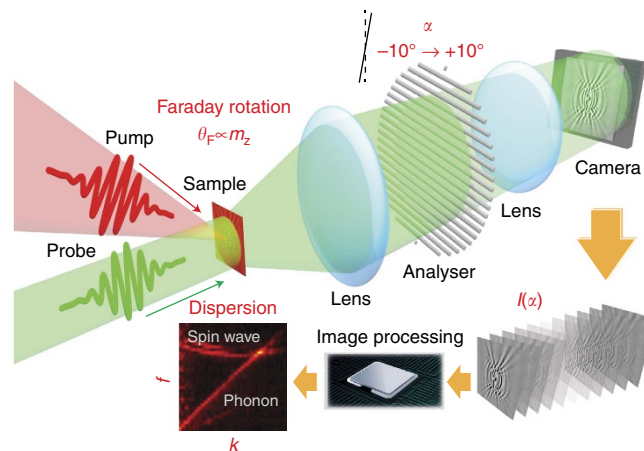 α
−10° → +10°
Faraday rotation
θF∝mz
Pump
Sample
Camera
Lens
Probe
Analyser
Lens
Dispersion
I(α)
Image processing
Spin wave
f
Phonon
k